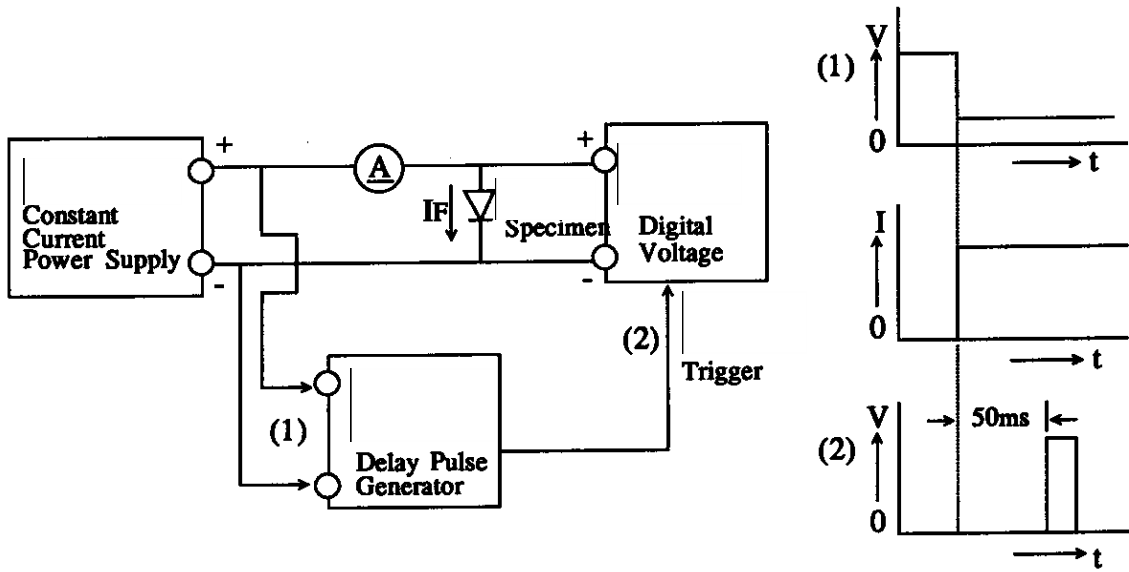 Constant
Current
Power Supply
+
-
A
IF
Specimen
+
-
Digital
Voltage
(2)
Trigger
(1)
Delay Pulse
Generator
(1)
V
0
t
I
0
t
(2)
V
0
50ms
t